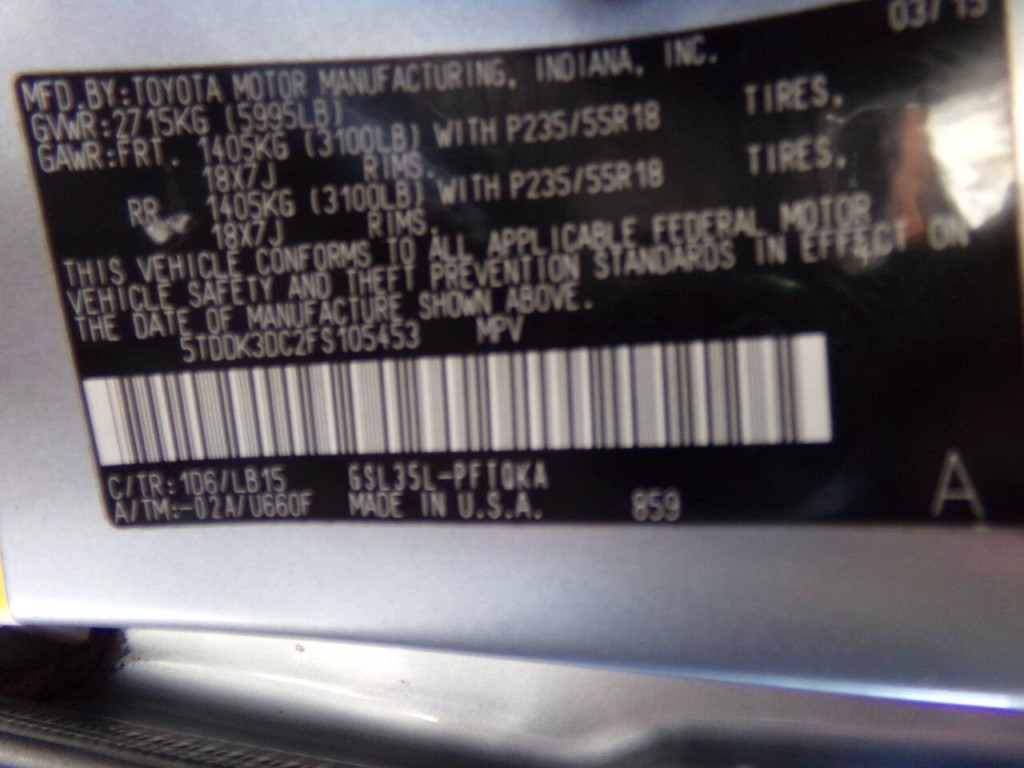 03/15
MFD.BY:TOYOTA MOTOR MANUFACTURING, INDIANA, INC.
GVWR:2715KG (5995LB)
GAWR:FRT. 1405KG (3100LB) WITH P235/55R18 TIRES,
18X7J RIMS.
RR 1405KG (3100LB) WITH P235/55R18 TIRES,
18X7J RIMS.
THIS VEHICLE CONFORMS TO ALL APPLICABLE FEDERAL MOTOR
VEHICLE SAFETY AND THEFT PREVENTION STANDARDS IN EFFECT ON
THE DATE OF MANUFACTURE SHOWN ABOVE.
5TDDK3DC2FS105453 MPV
C/TR:1D6/LB15 GSL35L-PFTQKA
A/TM:-02A/U660F MADE IN U.S.A. 859 A